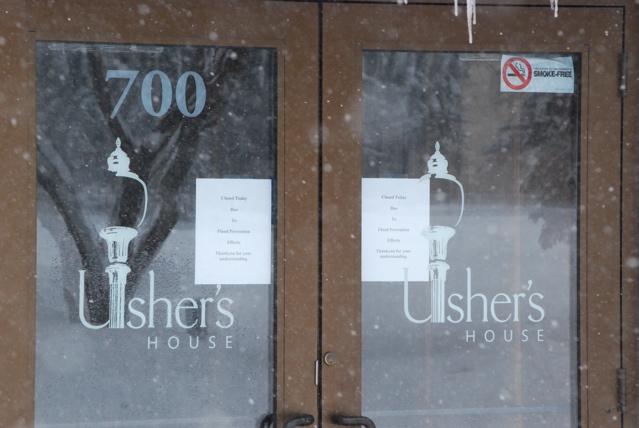 700
SMOKE-FREE
Closed Today
Due
To
Flood Prevention
Efforts
Thank you for your
understanding.
Closed Today
Due
To
Flood Prevention
Efforts
Thank you for your
understanding.
Usher's
HOUSE
Usher's
HOUSE